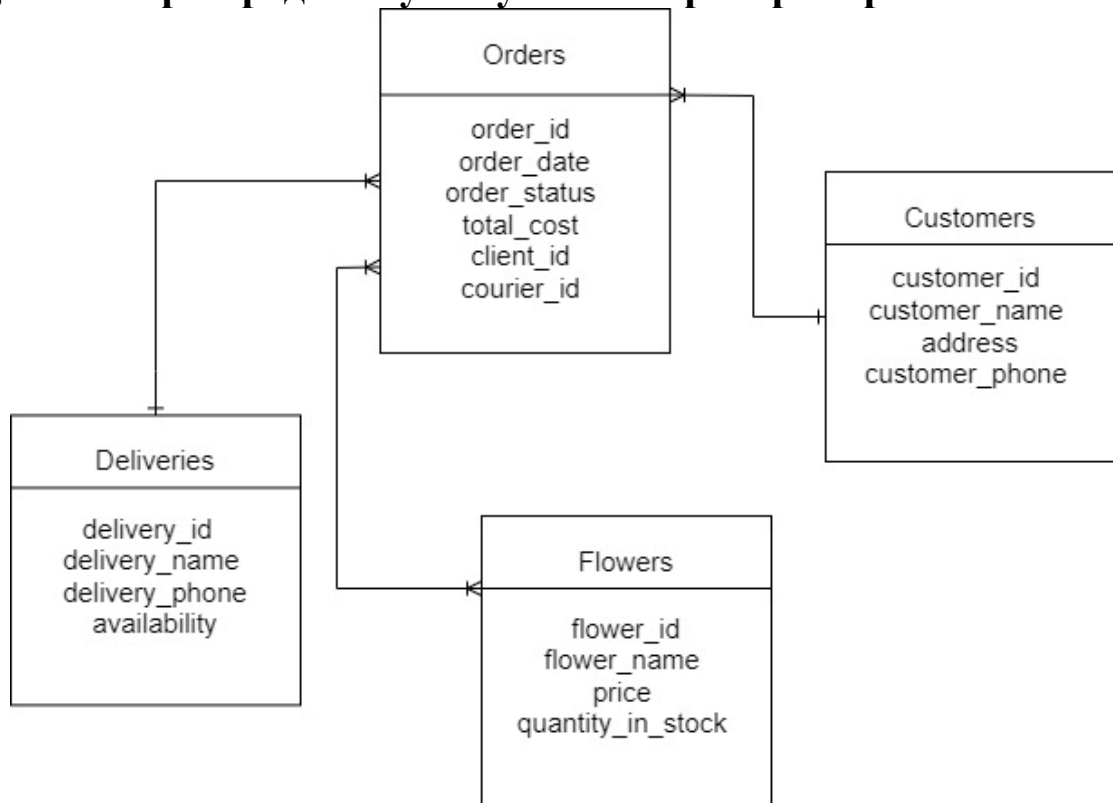 Orders
order_id
order_date
order_status
total_cost
client_id
courier_id
Customers
customer_id
customer_name
address
customer_phone
Deliveries
delivery_id
delivery_name
delivery_phone
availability
Flowers
flower_id
flower_name
price
quantity_in_stock